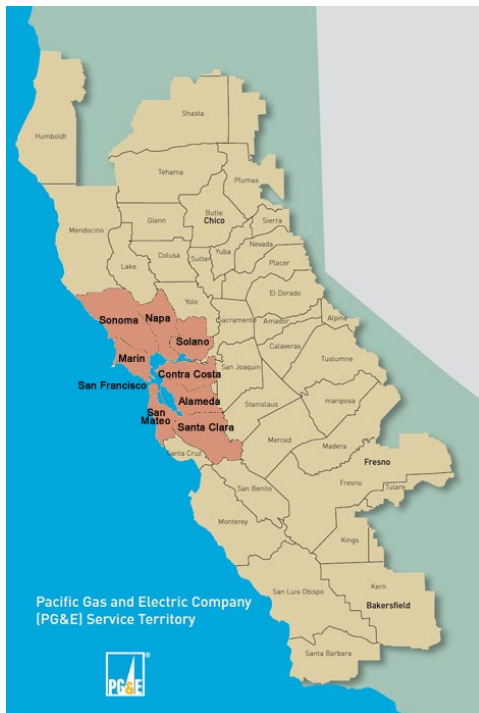 Shasta
Humboldt
Tehama
Plumas
Butte
Chico
Glenn
Sierra
Mendocino
Nevada
Colusa
Yuba
Sutter
Placer
Lake
El Dorado
Yolo
Sonoma
Napa
Sacramento
Amador
Alpine
Solano
Calaveras
Marin
Tuolumne
San Joaquin
Contra Costa
San Francisco
Alameda
Stanislaus
mariposa
San
Mateo
Santa Clara
Merced
Madera
Santa Cruz
Fresno
Fresno
Tulare
San Benito
Monterey
Kings
San Luis Obispo
Kern
Bakersfield
Santa Barbara
Pacific Gas and Electric Company
(PG&E) Service Territory
PG&E
®